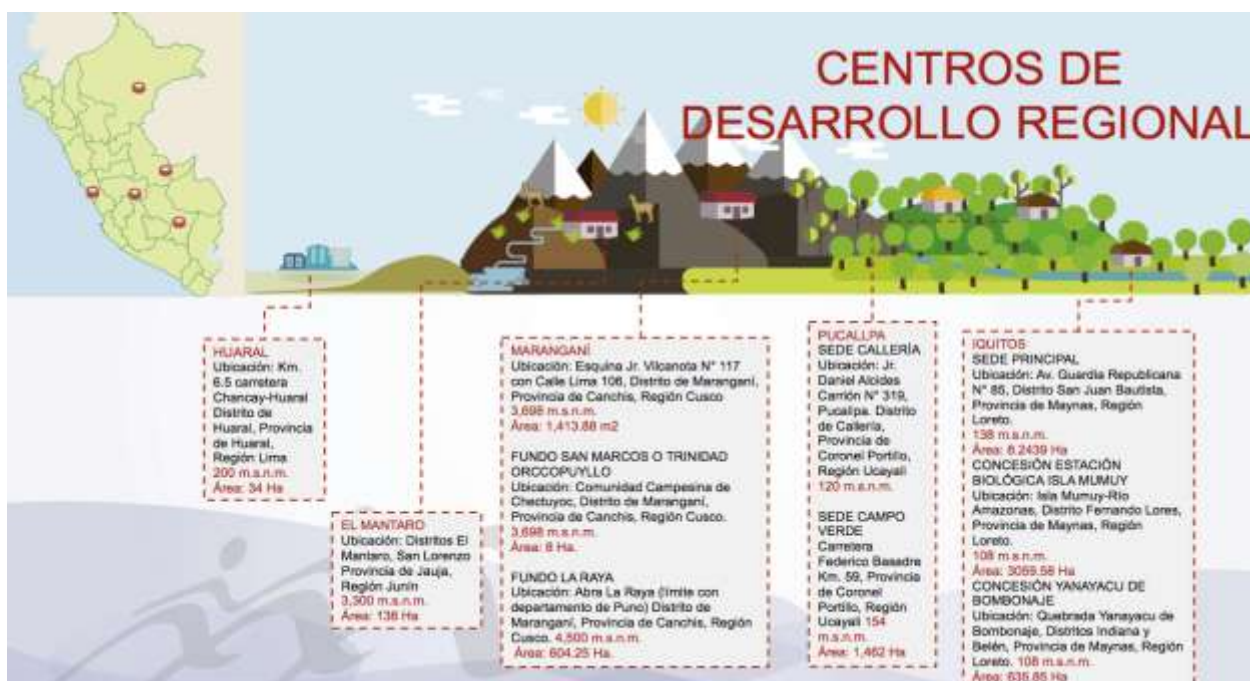 CENTROS DE
DESARROLLO REGIONAL
HUARAL
Ubicación: Km.
6.5 carretera
Chancay-Huaral
Distrito de
Huaral, Provincia
de Huaral,
Región Lima
200 m.s.n.m.
Área: 34 Ha
EL MANTARO
Ubicación: Distritos El
Mantaro, San Lorenzo
Provincia de Jauja,
Región Junín
3,300 m.s.n.m.
Área: 136 Ha
MARANGANÍ
Ubicación: Esquina Jr. Vilcanota N° 117
con Calle Lima 106, Distrito de Marangani,
Provincia de Canchis, Región Cusco
3,698 m.s.n.m.
Área: 1,413.88 m2
FUNDO SAN MARCOS O TRINIDAD
ORCCOPUYLLO
Ubicación: Comunidad Campesina de
Chectuyoc, Distrito de Marangani,
Provincia de Canchis, Región Cusco.
3,698 m.s.n.m.
Área: 8 Ha.
FUNDO LA RAYA
Ubicación: Abra La Raya (límite con
departamento de Puno) Distrito de
Marangani, Provincia de Canchis, Región
Cusco. 4,500 m.s.n.m.
Área: 604.25 Ha.
PUCALLPA
SEDE CALLERÍA
Ubicación: Jr.
Daniel Alcides
Carrión N° 319,
Pucallpa. Distrito
de Callería,
Provincia de
Coronel Portillo,
Región Ucayali
120 m.s.n.m.
SEDE CAMPO
VERDE
Carretera
Federico Basadre
Km. 59, Provincia
de Coronel
Portillo, Región
Ucayali 154
m.s.n.m.
Área: 1,462 Ha
IQUITOS
SEDE PRINCIPAL
Ubicación: Av. Guardia Republicana
N° 85, Distrito San Juan Bautista,
Provincia de Maynas, Región
Loreto.
138 m.s.n.m.
Área: 6.2439 Ha
CONCESIÓN ESTACIÓN
BIOLÓGICA ISLA MUMUY
Ubicación: Isla Mumuy-Río
Amazonas, Distrito Fernando Lores,
Provincia de Maynas, Región
Loreto.
108 m.s.n.m.
Área: 3059.58 Ha
CONCESIÓN YANAYACU DE
BOMBONAJE
Ubicación: Quebrada Yanayacu de
Bombonaje, Distritos Indiana y
Belén, Provincia de Maynas, Región
Loreto. 108 m.s.n.m.
Área: 635.85 Ha